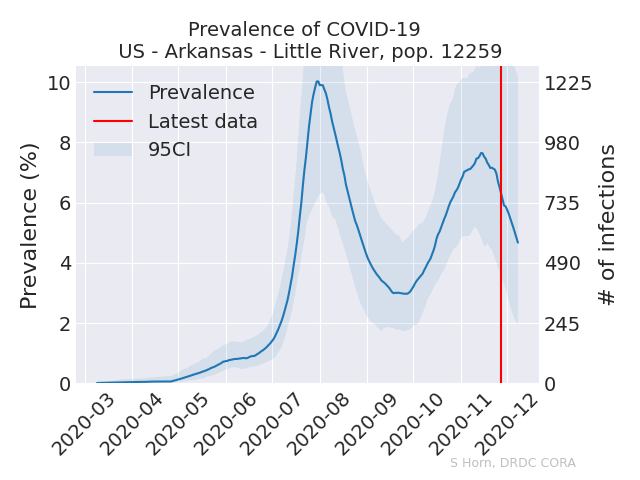 Prevalence of COVID-19
US - Arkansas - Little River, pop. 12259
Prevalence
Latest data
95CI
Prevalence (%)
10
8
6
4
2
0
1225
980
735
490
245
0
# of infections
2020-03
2020-04
2020-05
2020-06
2020-07
2020-08
2020-09
2020-10
2020-11
2020-12
S Horn, DRDC CORA